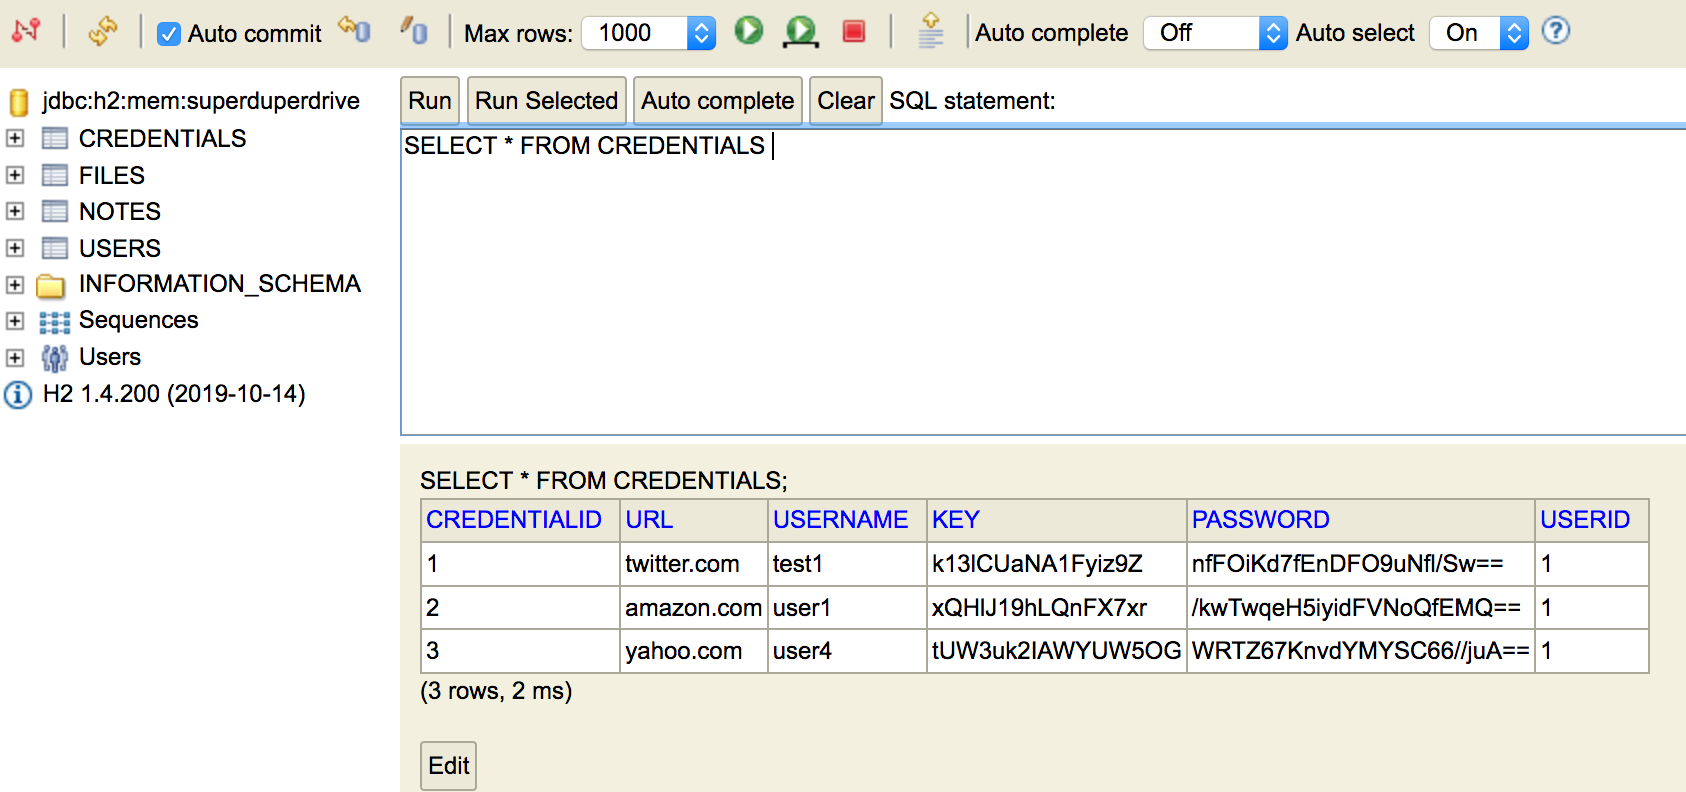 Auto commit Max rows: 1000 Auto complete Off Auto select On ?
jdbc:h2:mem:superduperdrive
CREDENTIALS
FILES
NOTES
USERS
INFORMATION_SCHEMA
Sequences
Users
H2 1.4.200 (2019-10-14)
Run Run Selected Auto complete Clear SQL statement:
SELECT * FROM CREDENTIALS
SELECT * FROM CREDENTIALS;
CREDENTIALID URL USERNAME KEY PASSWORD USERID
1 twitter.com test1 k13lCUaNA1Fyiz9Z nfFOiKd7fEnDFO9uNfl/Sw== 1
2 amazon.com user1 xQHIJ19hLQnFX7xr /kwTwqeH5iyidFVNoQfEMQ== 1
3 yahoo.com user4 tUW3uk2IAWYUW5OG WRTZ67KnvdYMYSC66//juA== 1
(3 rows, 2 ms)
Edit